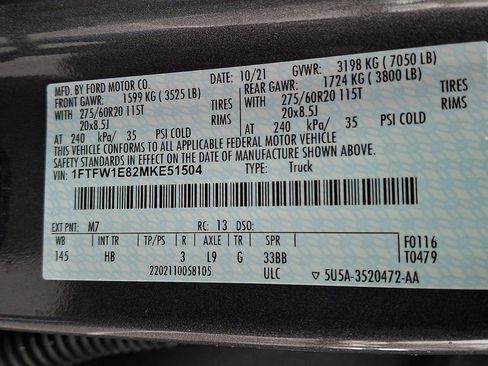 MFD. BY FORD MOTOR CO. 10/21 GVWR: 3198 KG ( 7050 LB)
FRONT GAWR: 1599 KG ( 3525 LB) REAR GAWR: 1724 KG ( 3800 LB)
WITH 275/60R20 115T TIRES WITH 275/60R20 115T TIRES
20x8.5J RIMS 20x8.5J RIMS
AT 240 kPa/ 35 PSI COLD AT 240 kPa/ 35 PSI COLD
THIS VEHICLE CONFORMS TO ALL APPLICABLE FEDERAL MOTOR VEHICLE
SAFETY AND THEFT PREVENTION STANDARDS IN EFFECT ON THE DATE OF MANUFACTURE SHOWN ABOVE.
VIN: 1FTFW1E82MKE51504 TYPE: Truck
EXT PNT: M7 RC: 13 DSO:
WB INT TR TP/PS R AXLE TR SPR F0116
145 HB 3 L9 G 33BB T0479
2202110058105 ULC ▽ 5U5A-3520472-AA